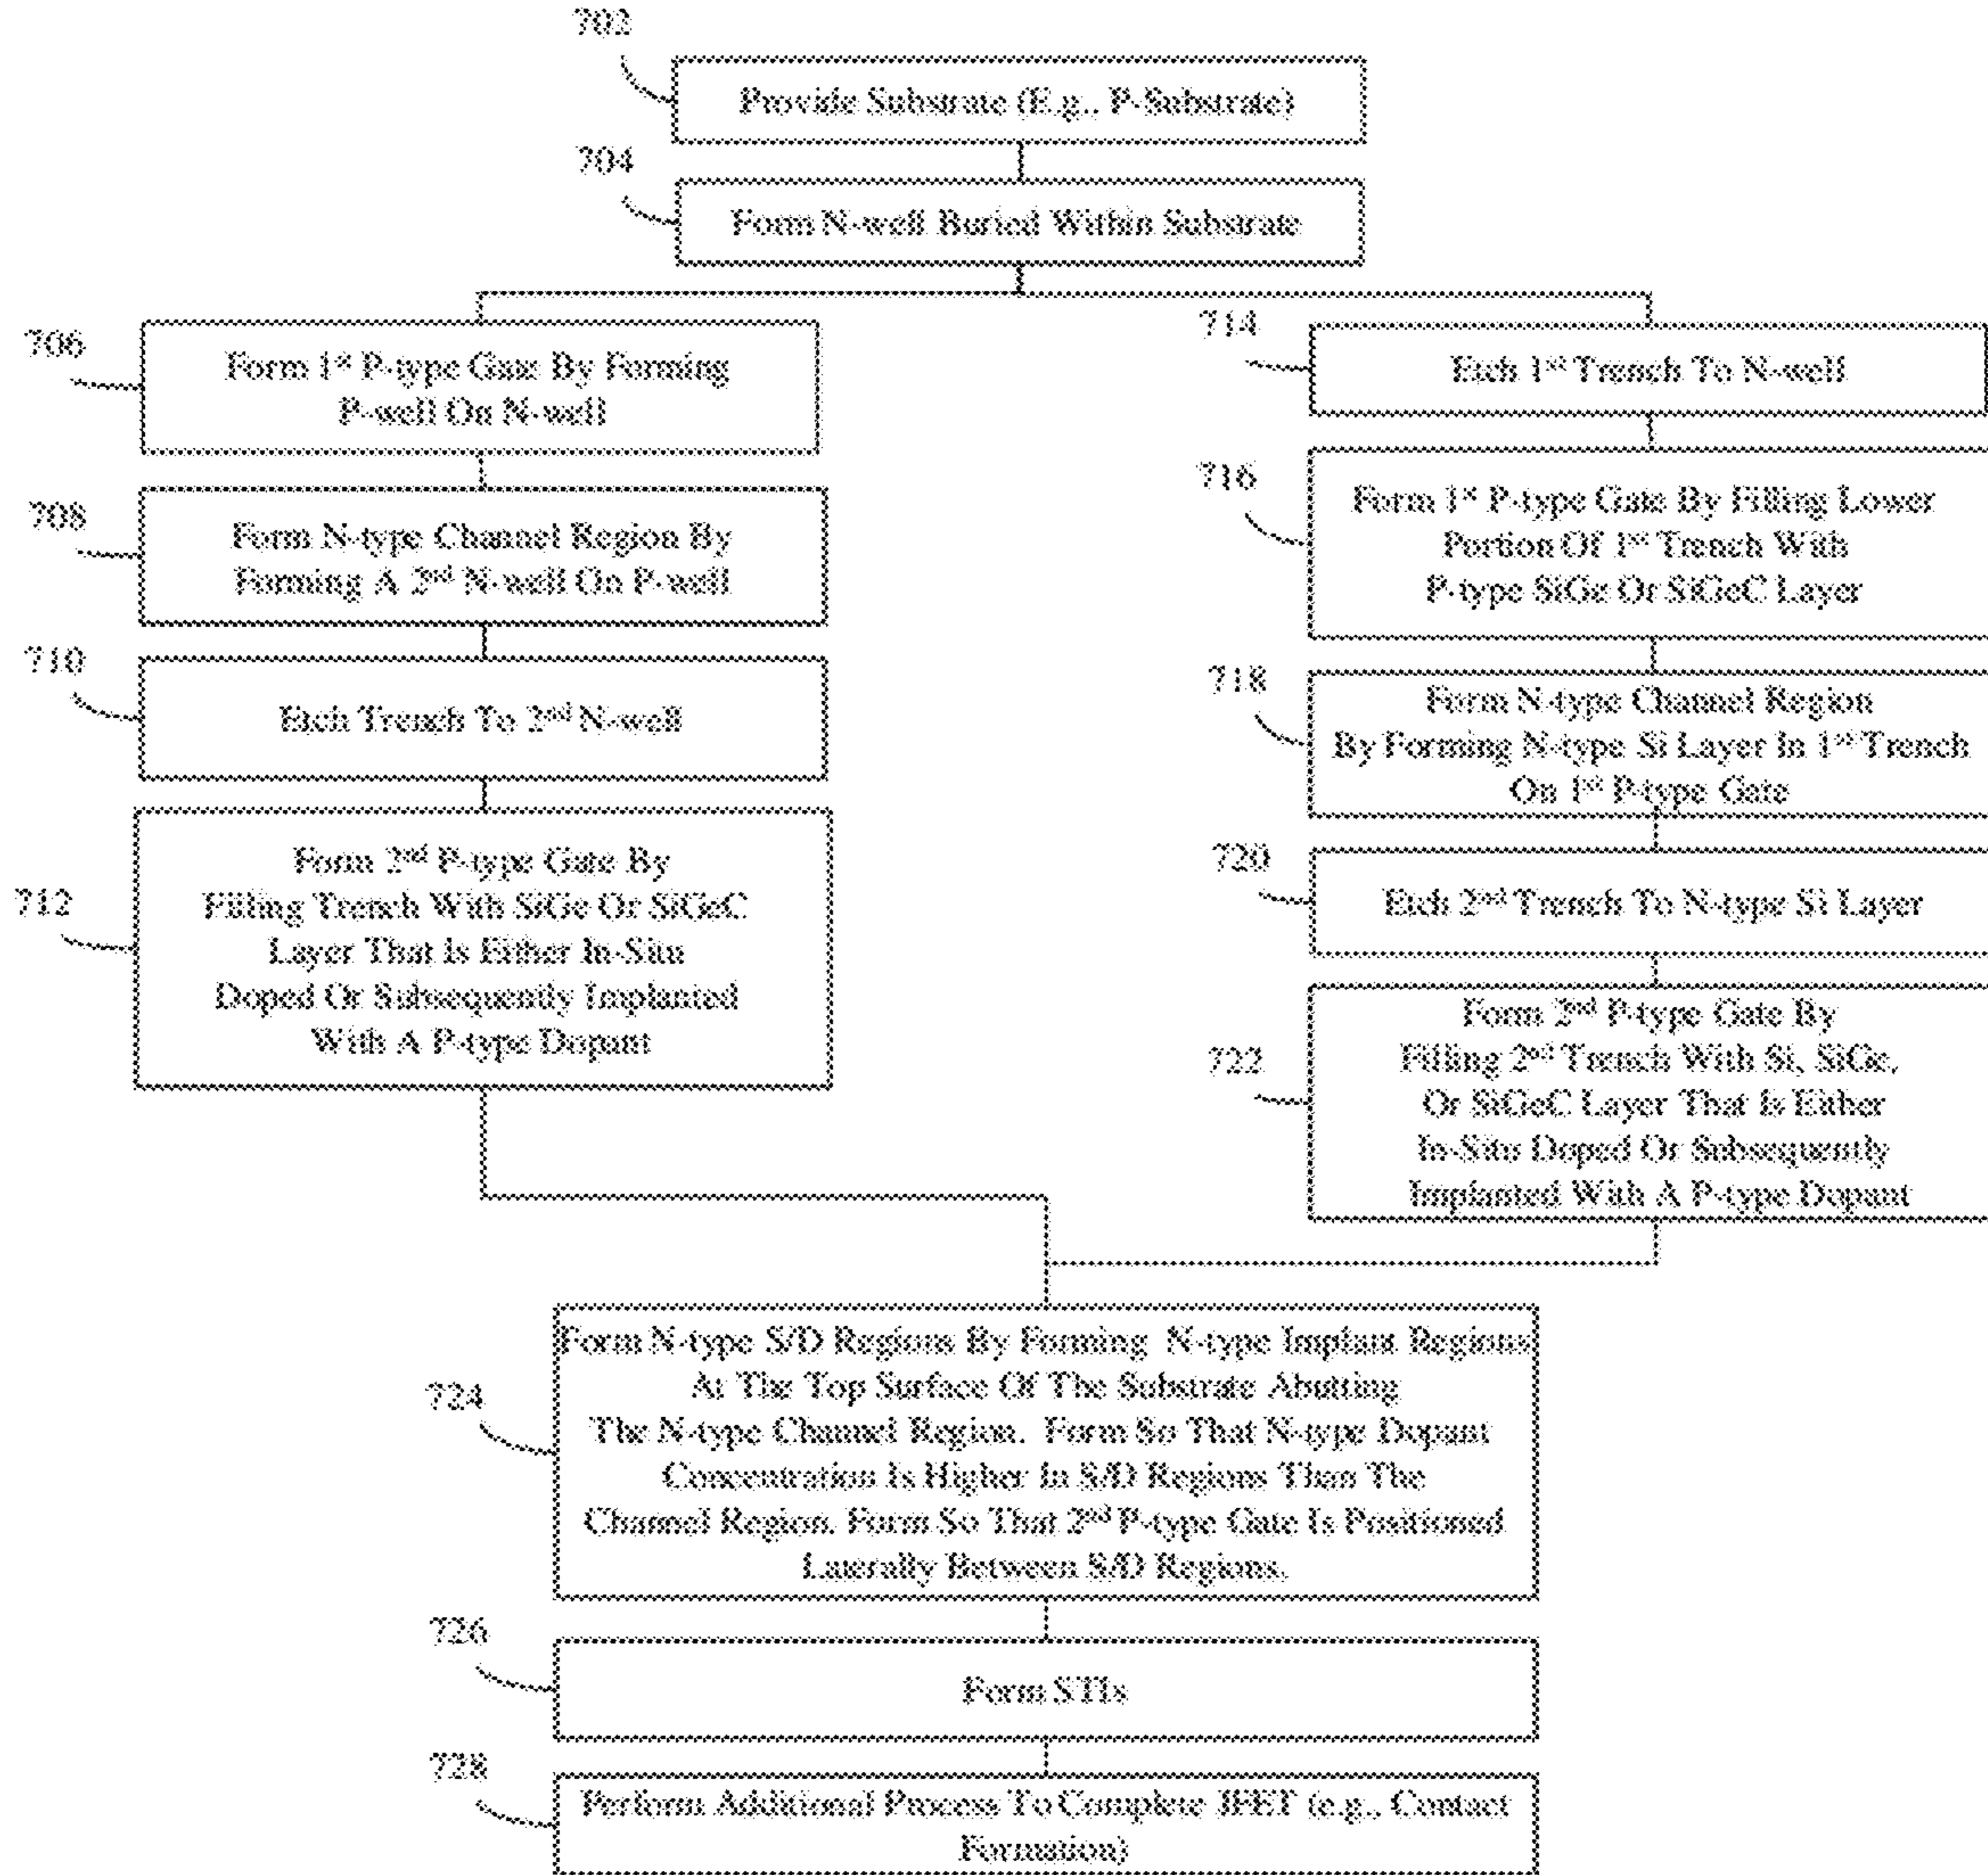 702
Provide Substrate (E.g., P-Substrate)
704
Form N-well Buried Within Substrate
706
Form 1st P-type Gate By Forming
P-well On N-well
708
Form N-type Channel Region By
Forming A 2nd N-well On P-well
710
Etch Trench To 2nd N-well
712
Form 2nd P-type Gate By
Filling Trench With SiGe Or SiGeC
Layer That Is Either In-Situ
Doped Or Subsequently Implanted
With A P-type Dopant
714
Etch 1st Trench To N-well
716
Form 1st P-type Gate By Filling Lower
Portion Of 1st Trench With
P-type SiGe Or SiGeC Layer
718
Form N-type Channel Region
By Forming N-type Si Layer In 1st Trench
On 1st P-type Gate
720
Etch 2nd Trench To N-type Si Layer
722
Form 2nd P-type Gate By
Filling 2nd Trench With Si, SiGe,
Or SiGeC Layer That Is Either
In-Situ Doped Or Subsequently
Implanted With A P-type Dopant
724
Form N-type S/D Regions By Forming N-type Implant Regions
At The Top Surface Of The Substrate Abutting
The N-type Channel Region. Form So That N-type Dopant
Concentration Is Higher In S/D Regions Than The
Channel Region. Form So That 2nd P-type Gate Is Positioned
Laterally Between S/D Regions.
726
Form STIs
728
Perform Additional Process To Complete JFET (e.g., Contact
Formation)